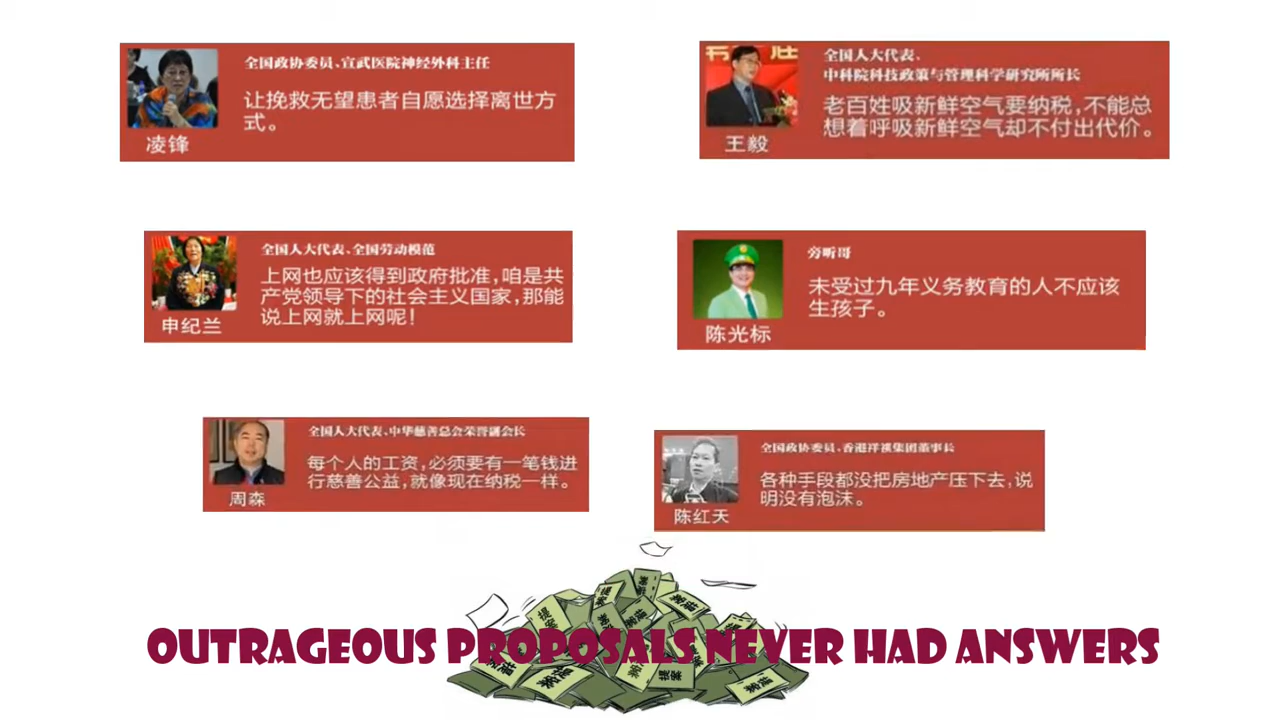 全国政协委员、宣武医院神经外科主任
让挽救无望患者自愿选择离世方
式。
凌锋
全国人大代表、
中科院科技政策与管理科学研究所所长
老百姓吸新鲜空气要纳税，不能总
想着呼吸新鲜空气却不付出代价。
王毅
全国人大代表、全国劳动模范
上网也应该得到政府批准，咱是共
产党领导下的社会主义国家，那能
说上网就上网呢！
申纪兰
旁听哥
未受过九年义务教育的人不应该
生孩子。
陈光标
全国人大代表、中华慈善总会荣誉副会长
每个人的工资，必须要有一笔钱进
行慈善公益，就像现在纳税一样。
周森
全国政协委员、香港祥祺集团董事长
各种手段都没把房地产压下去，说
明没有泡沫。
陈红天
提案
OUTRAGEOUS PROPOSALS NEVER HAD ANSWERS
提案